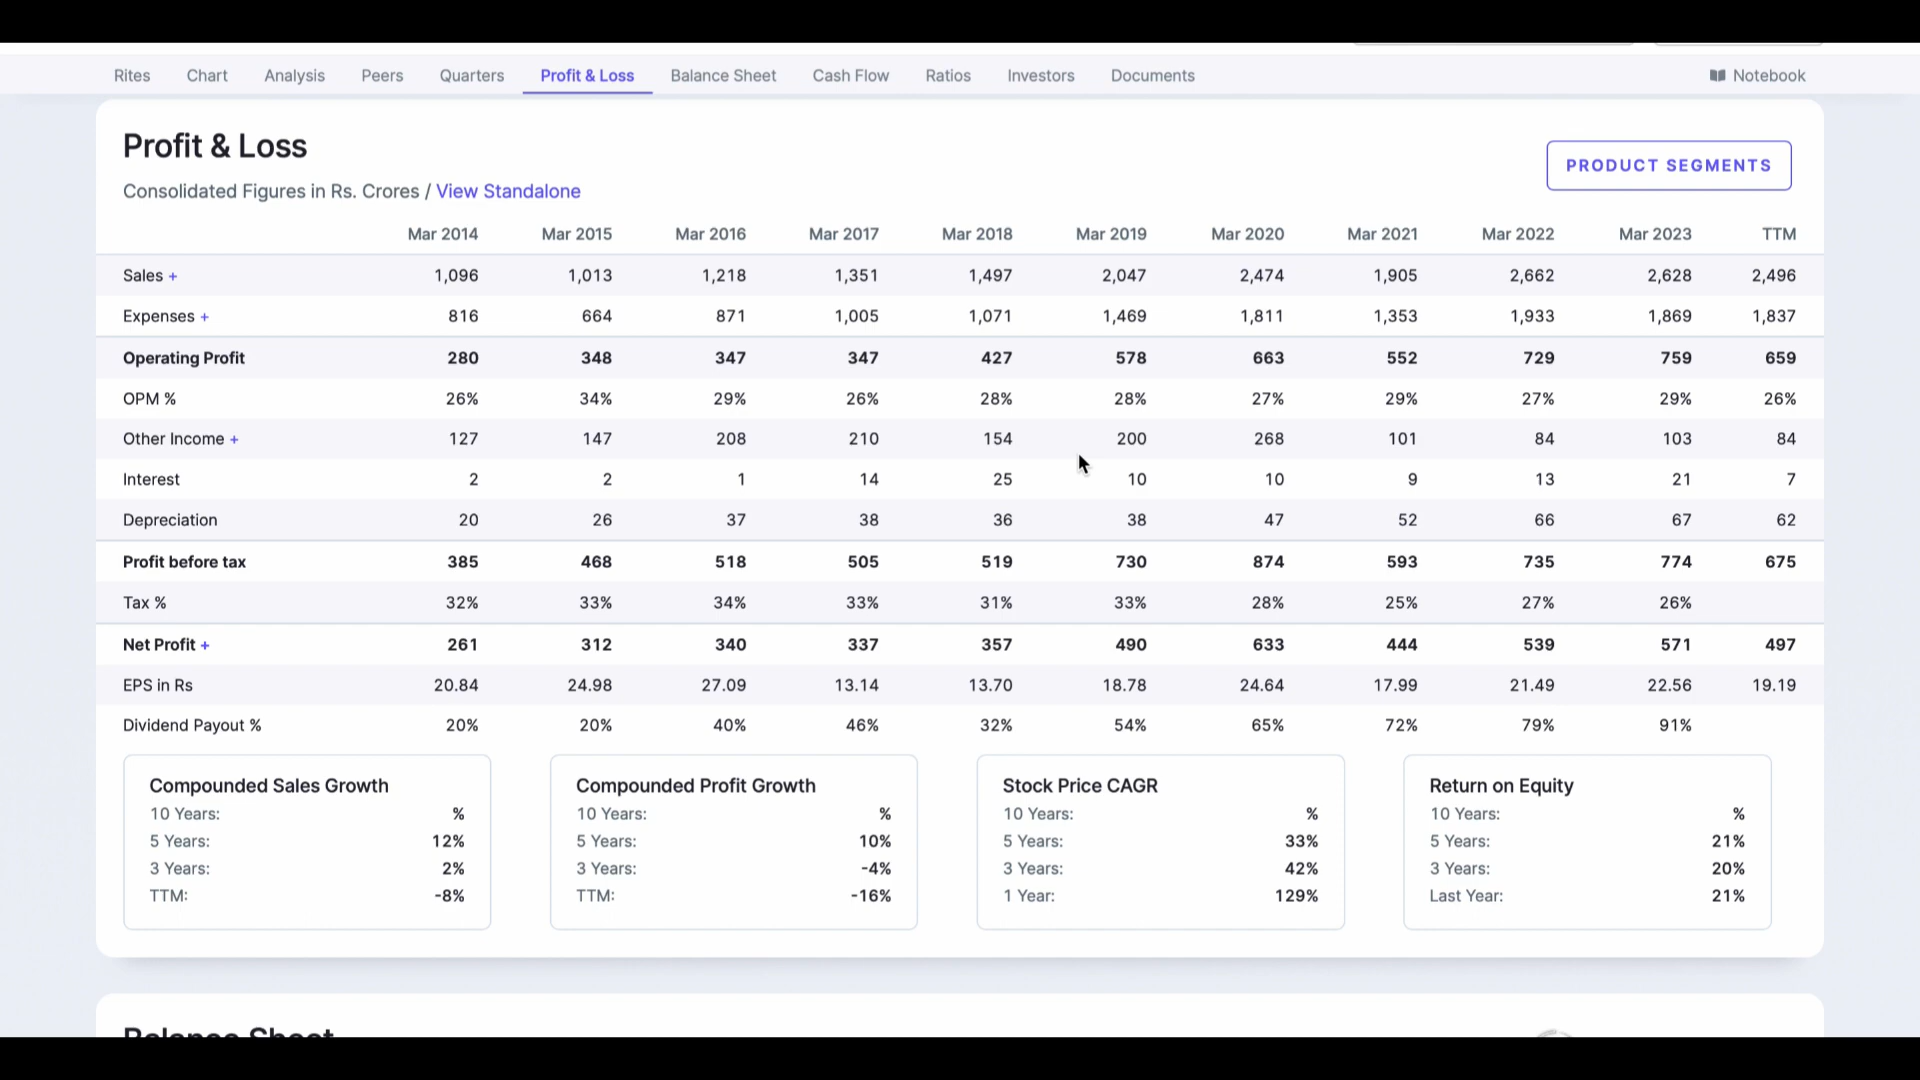 Rites Chart Analysis Peers Quarters Profit & Loss Balance Sheet Cash Flow Ratios Investors Documents Notebook
Profit & Loss
PRODUCT SEGMENTS
Consolidated Figures in Rs. Crores / View Standalone
Mar 2014 Mar 2015 Mar 2016 Mar 2017 Mar 2018 Mar 2019 Mar 2020 Mar 2021 Mar 2022 Mar 2023 TTM
Sales + 1,096 1,013 1,218 1,351 1,497 2,047 2,474 1,905 2,662 2,628 2,496
Expenses + 816 664 871 1,005 1,071 1,469 1,811 1,353 1,933 1,869 1,837
Operating Profit 280 348 347 347 427 578 663 552 729 759 659
OPM % 26% 34% 29% 26% 28% 28% 27% 29% 27% 29% 26%
Other Income + 127 147 208 210 154 200 268 101 84 103 84
Interest 2 2 1 14 25 10 10 9 13 21 7
Depreciation 20 26 37 38 36 38 47 52 66 67 62
Profit before tax 385 468 518 505 519 730 874 593 735 774 675
Tax % 32% 33% 34% 33% 31% 33% 28% 25% 27% 26%
Net Profit + 261 312 340 337 357 490 633 444 539 571 497
EPS in Rs 20.84 24.98 27.09 13.14 13.70 18.78 24.64 17.99 21.49 22.56 19.19
Dividend Payout % 20% 20% 40% 46% 32% 54% 65% 72% 79% 91%
Compounded Sales Growth
10 Years: %
5 Years: 12%
3 Years: 2%
TTM: -8%
Compounded Profit Growth
10 Years: %
5 Years: 10%
3 Years: -4%
TTM: -16%
Stock Price CAGR
10 Years: %
5 Years: 33%
3 Years: 42%
1 Year: 129%
Return on Equity
10 Years: %
5 Years: 21%
3 Years: 20%
Last Year: 21%
Balance Sheet